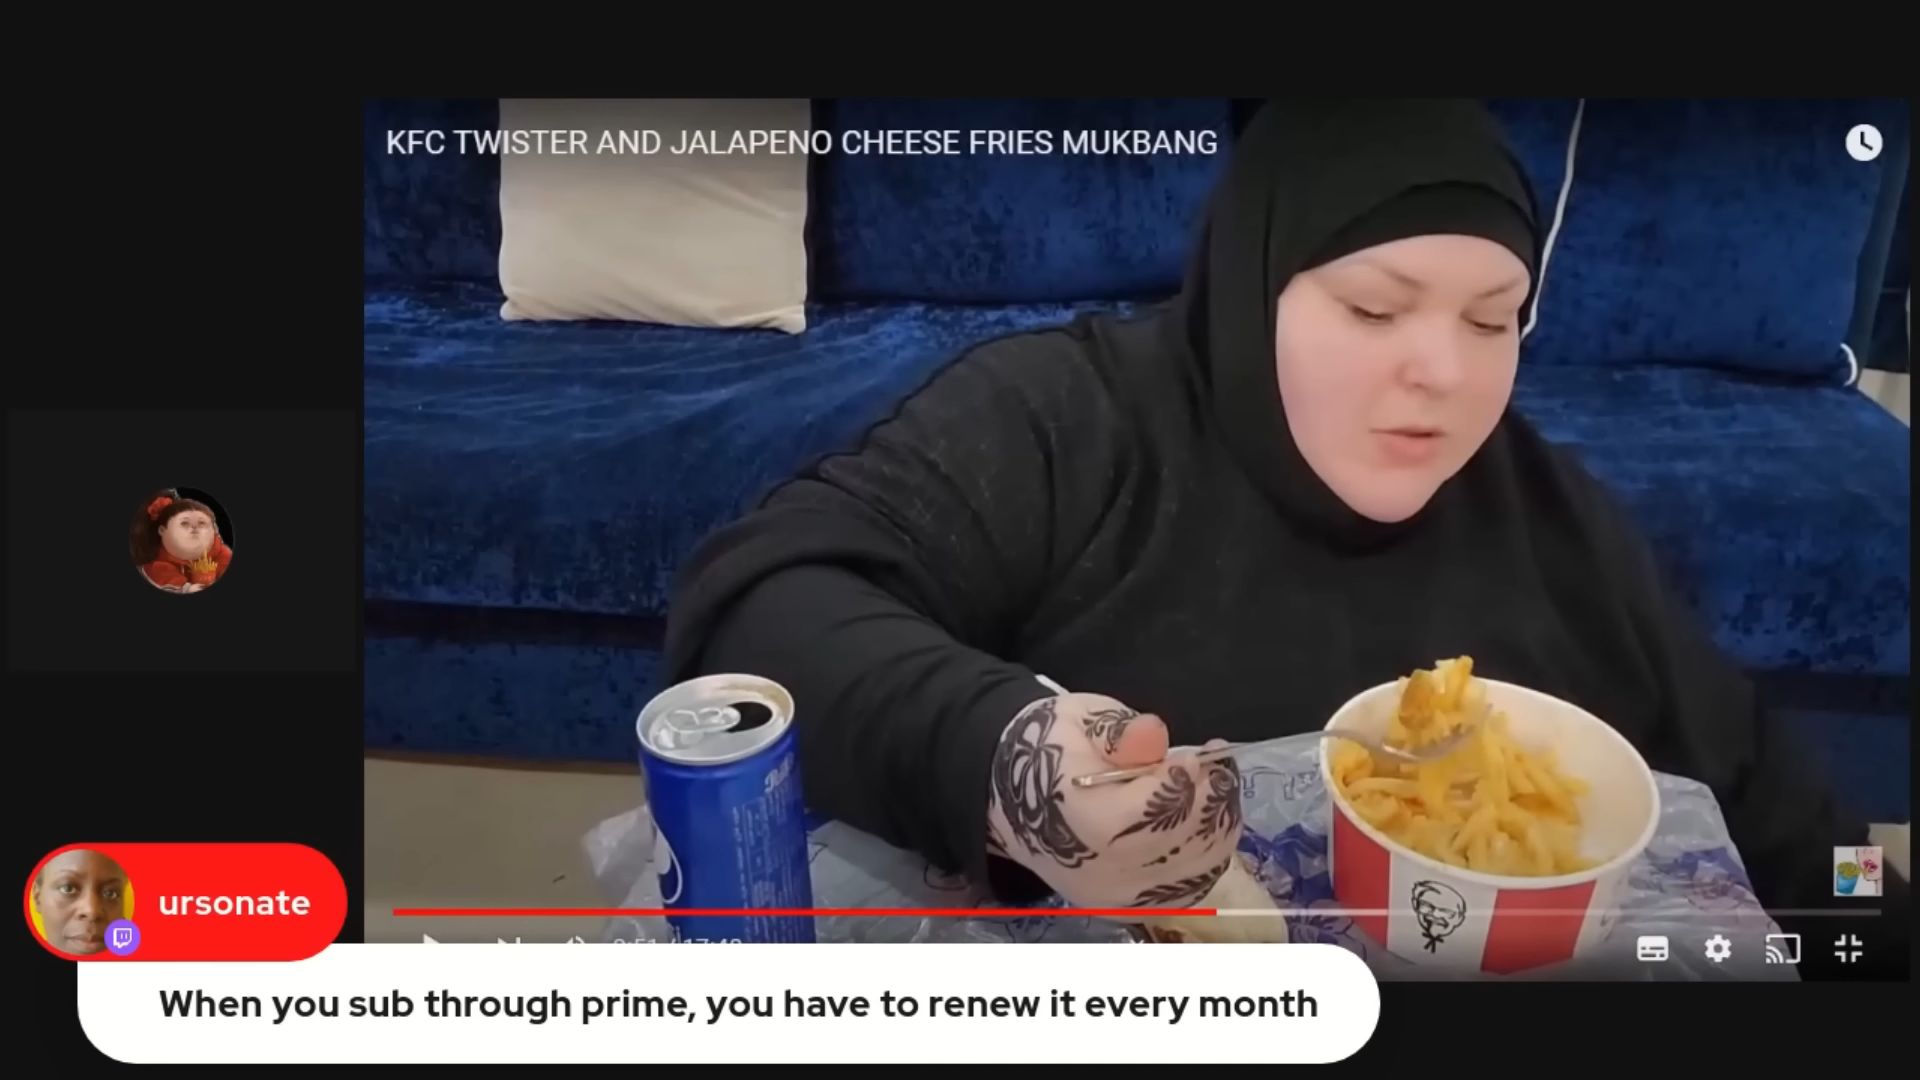 KFC TWISTER AND JALAPENO CHEESE FRIES MUKBANG
ursonate
When you sub through prime, you have to renew it every month